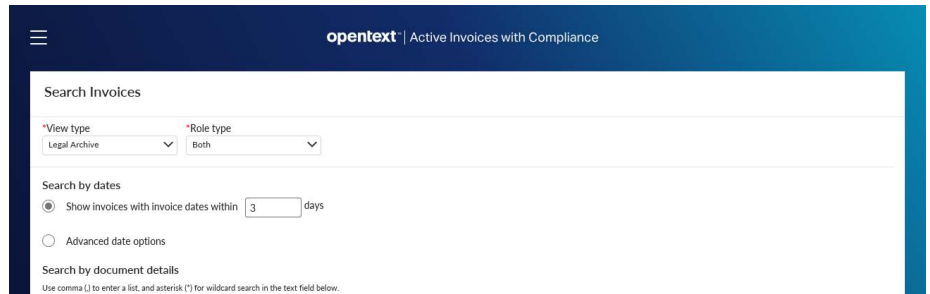 opentext™ | Active Invoices with Compliance
Search Invoices
*View type *Role type
Legal Archive Both
Search by dates
Show invoices with invoice dates within 3 days
Advanced date options
Search by document details
Use comma (,) to enter a list, and asterisk (*) for wildcard search in the text field below.